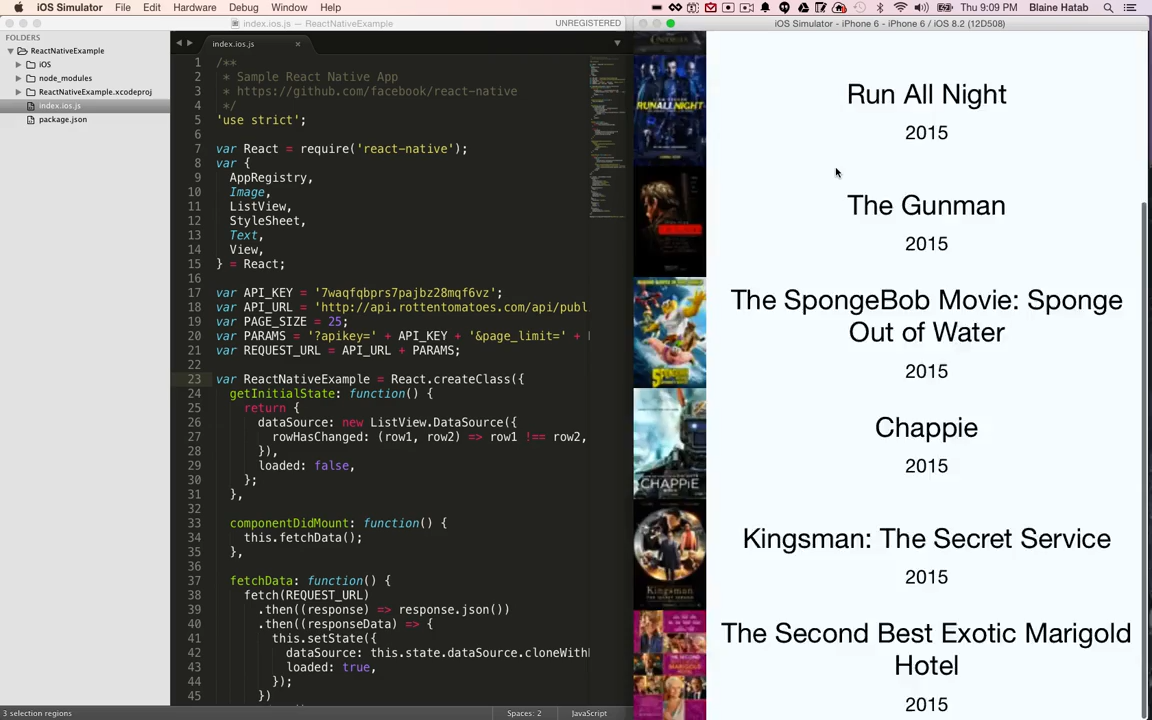 iOS Simulator File Edit Hardware Debug Window Help
Thu 9:09 PM Blaine Hatab
index.ios.js — ReactNativeExample UNREGISTERED
iOS Simulator - iPhone 6 - iPhone 6 / iOS 8.2 (12D508)
FOLDERS
ReactNativeExample
iOS
node_modules
ReactNativeExample.xcodeproj
index.ios.js
package.json
index.ios.js
1 /**
2 * Sample React Native App
3 * https://github.com/facebook/react-native
4 */
5 'use strict';
6
7 var React = require('react-native');
8 var {
9 AppRegistry,
10 Image,
11 ListView,
12 StyleSheet,
13 Text,
14 View,
15 } = React;
16
17 var API_KEY = '7waqfqbprs7pajbz28mqf6vz';
18 var API_URL = 'http://api.rottentomatoes.com/api/publ
19 var PAGE_SIZE = 25;
20 var PARAMS = '?apikey=' + API_KEY + '&page_limit=' +
21 var REQUEST_URL = API_URL + PARAMS;
22
23 var ReactNativeExample = React.createClass({
24 getInitialState: function() {
25 return {
26 dataSource: new ListView.DataSource({
27 rowHasChanged: (row1, row2) => row1 !== row2,
28 }),
29 loaded: false,
30 };
31 },
32
33 componentDidMount: function() {
34 this.fetchData();
35 },
36
37 fetchData: function() {
38 fetch(REQUEST_URL)
39 .then((response) => response.json())
40 .then((responseData) => {
41 this.setState({
42 dataSource: this.state.dataSource.cloneWith
43 loaded: true,
44 });
45 })
3 selection regions Spaces: 2 JavaScript
RUNALLNIGHT
Run All Night
2015
The Gunman
2015
The SpongeBob Movie: Sponge
Out of Water
2015
CHAPPIE
Chappie
2015
Kingsman
Kingsman: The Secret Service
2015
The Second Best Exotic Marigold
Hotel
2015